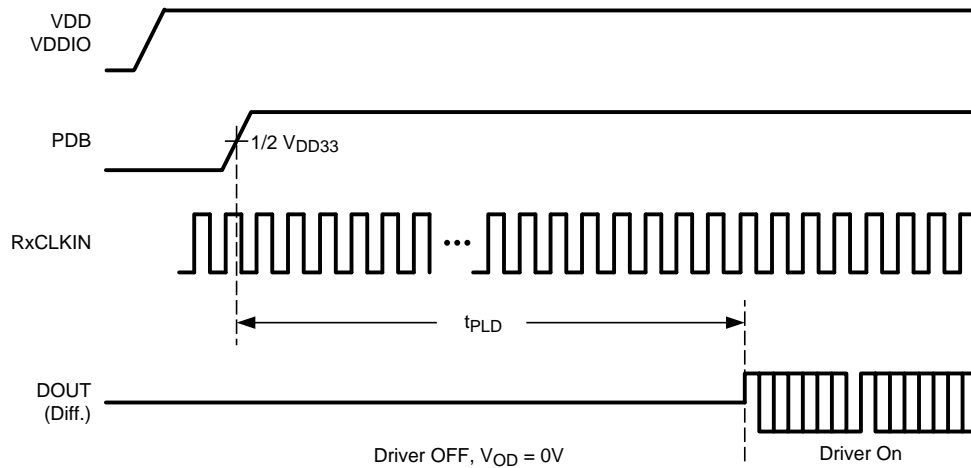 VDD
VDDIO
PDB
1/2 VDD33
RxCLKIN
•••
tPLD
DOUT
(Diff.)
Driver OFF, VOD = 0V
Driver On